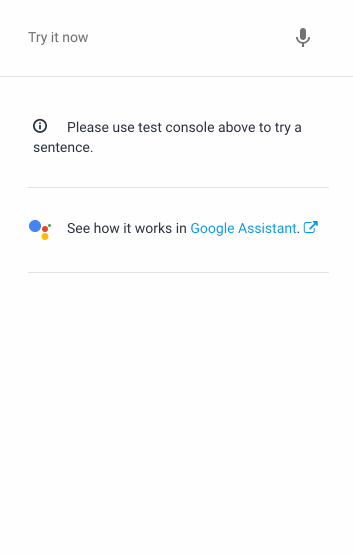 Try it now
Please use test console above to try a
sentence.
See how it works in Google Assistant.